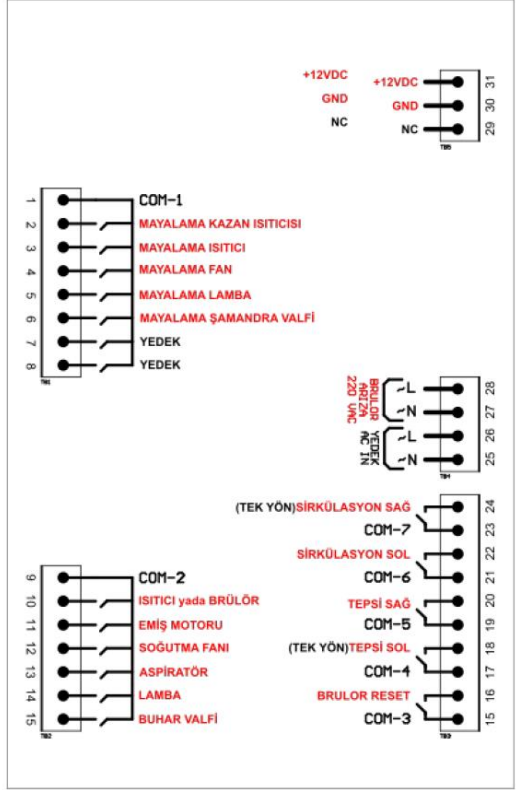 +12VDC
GND
NC
+12VDC
GND
NC
31
30
29
TB5
1
2
3
4
5
6
7
8
COM-1
MAYALAMA KAZAN ISITICISI
MAYALAMA ISITICI
MAYALAMA FAN
MAYALAMA LAMBA
MAYALAMA ŞAMANDRA VALFİ
YEDEK
YEDEK
TB1
BRULOR
ARIZA
220 VAC
~L
~N
YEDEK
AC IN
~L
~N
28
27
26
25
TB4
9
10
11
12
13
14
15
COM-2
ISITICI yada BRÜLÖR
EMİŞ MOTORU
SOĞUTMA FANI
ASPİRATÖR
LAMBA
BUHAR VALFİ
TB2
(TEK YÖN)SİRKÜLASYON SAĞ
COM-7
SİRKÜLASYON SOL
COM-6
TEPSİ SAĞ
COM-5
(TEK YÖN)TEPSİ SOL
COM-4
BRULOR RESET
COM-3
24
23
22
21
20
19
18
17
16
15
TB3